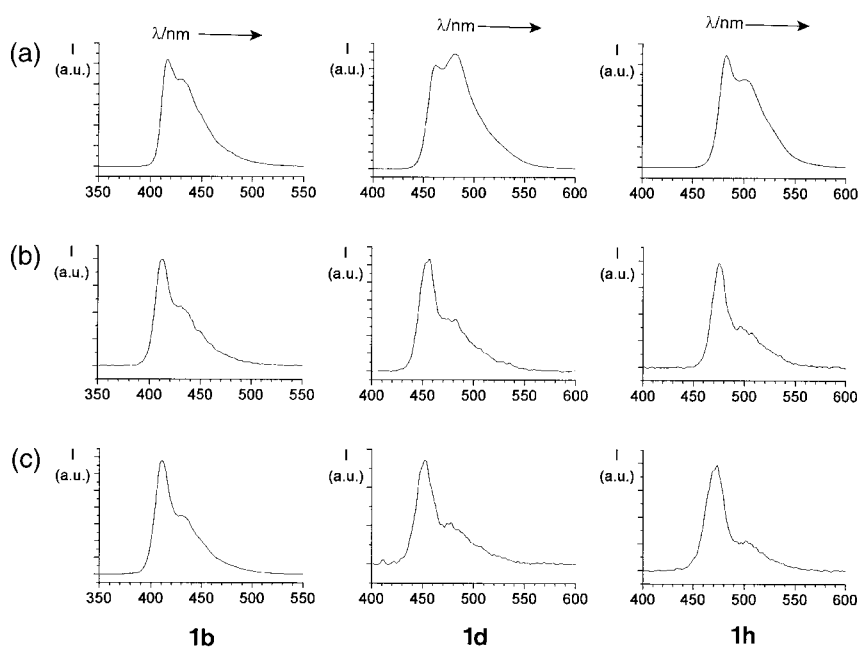 λ/nm λ/nm λ/nm
(a) I (a.u.) I (a.u.) I (a.u.)
350 400 450 500 550 400 450 500 550 600 400 450 500 550 600
(b) I (a.u.) I (a.u.) I (a.u.)
350 400 450 500 550 400 450 500 550 600 400 450 500 550 600
(c) I (a.u.) I (a.u.) I (a.u.)
350 400 450 500 550 400 450 500 550 600 400 450 500 550 600
1b 1d 1h